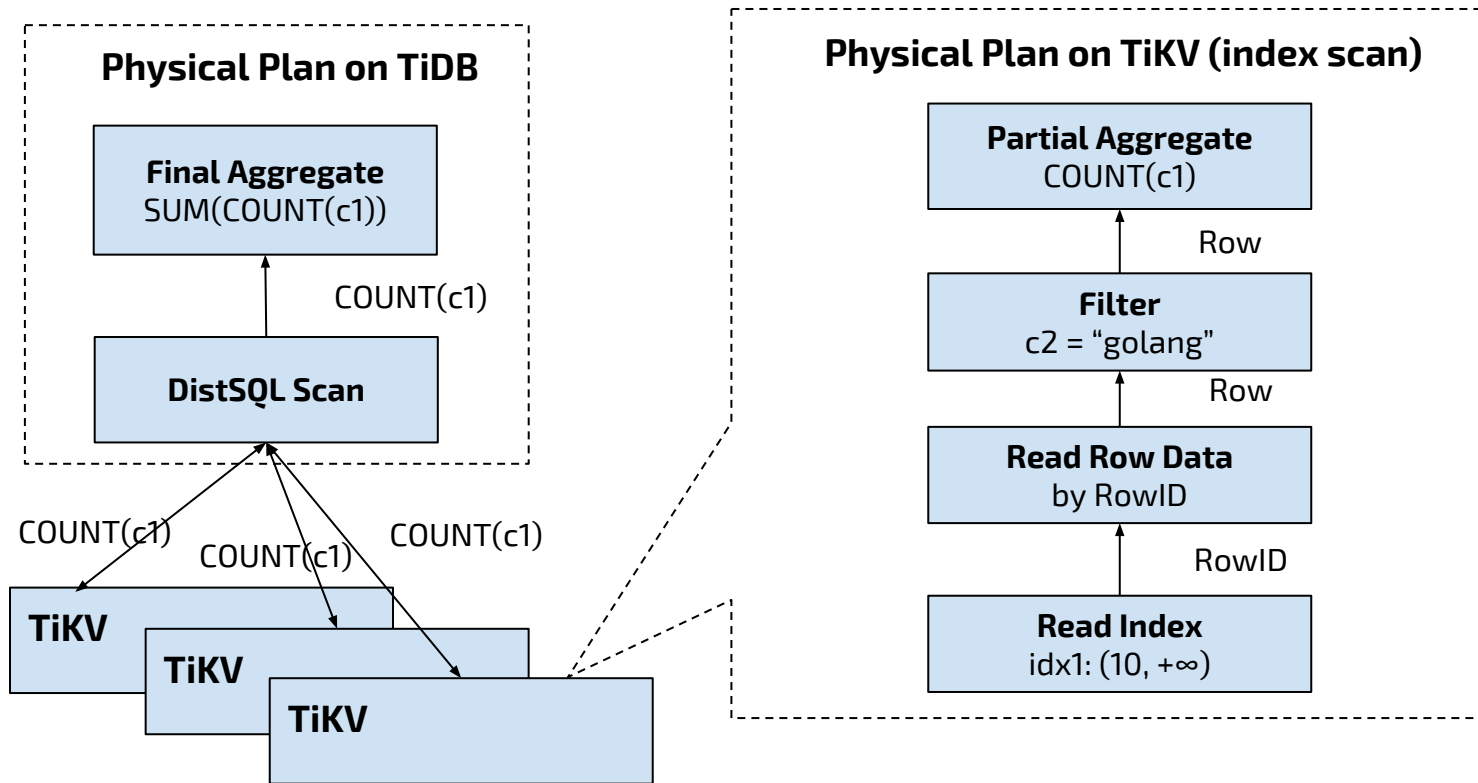 Physical Plan on TiDB
Final Aggregate
SUM(COUNT(c1))
COUNT(c1)
DistSQL Scan
COUNT(c1)
COUNT(c1)
COUNT(c1)
TiKV
TiKV
TiKV
Physical Plan on TiKV (index scan)
Partial Aggregate
COUNT(c1)
Row
Filter
c2 = “golang”
Row
Read Row Data
by RowID
RowID
Read Index
idx1: (10, +∞)